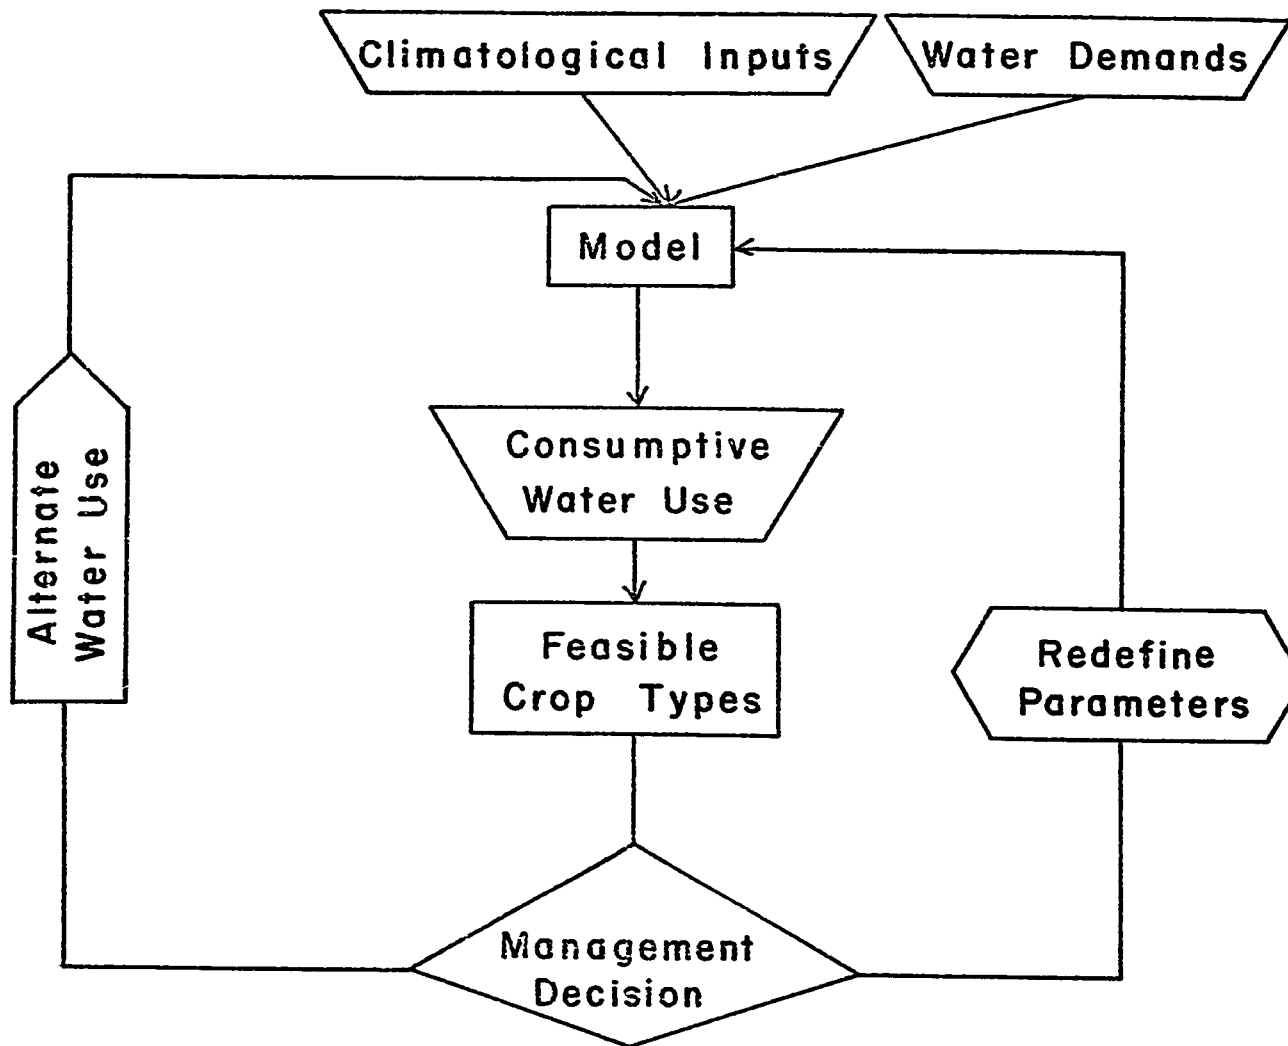 Climatological Inputs
Water Demands
Model
Consumptive
Water Use
Alternate
Water Use
Feasible
Crop Types
Redefine
Parameters
Management
Decision